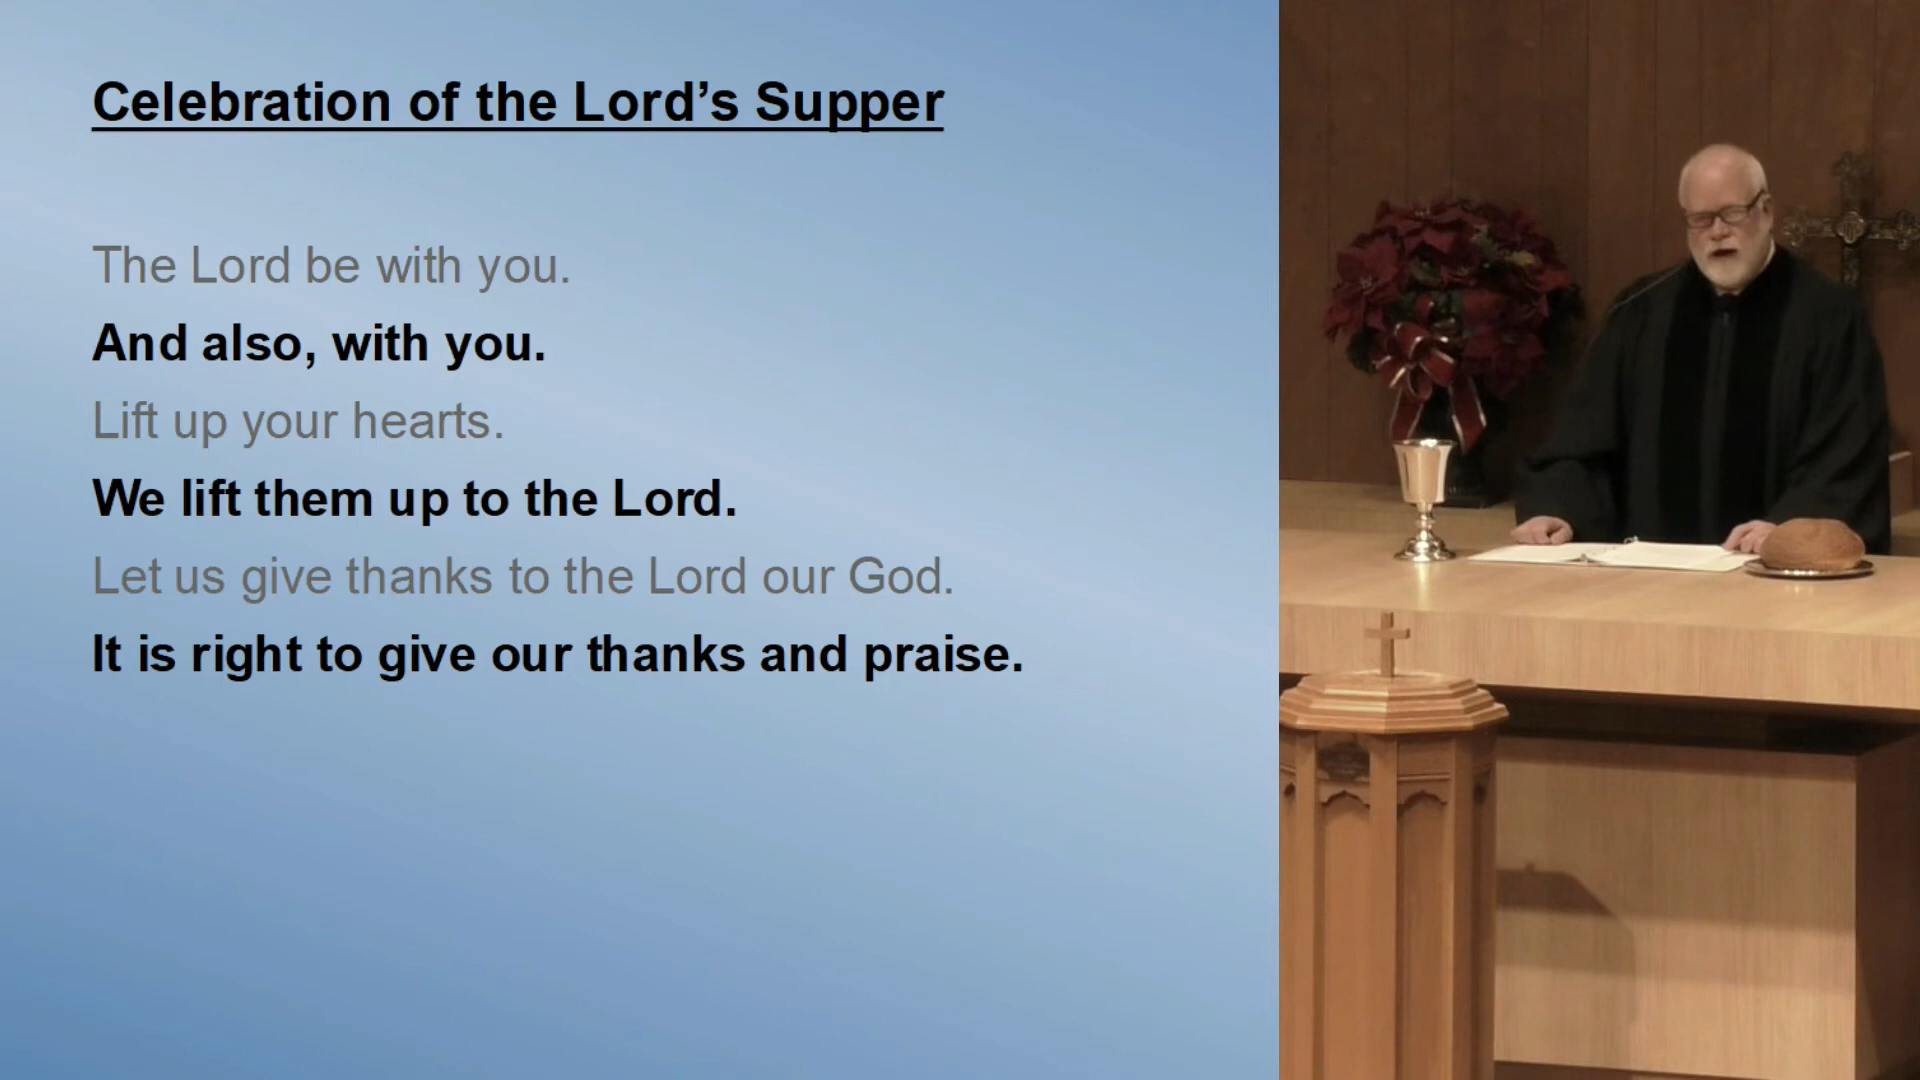 Celebration of the Lord’s Supper
The Lord be with you.
And also, with you.
Lift up your hearts.
We lift them up to the Lord.
Let us give thanks to the Lord our God.
It is right to give our thanks and praise.